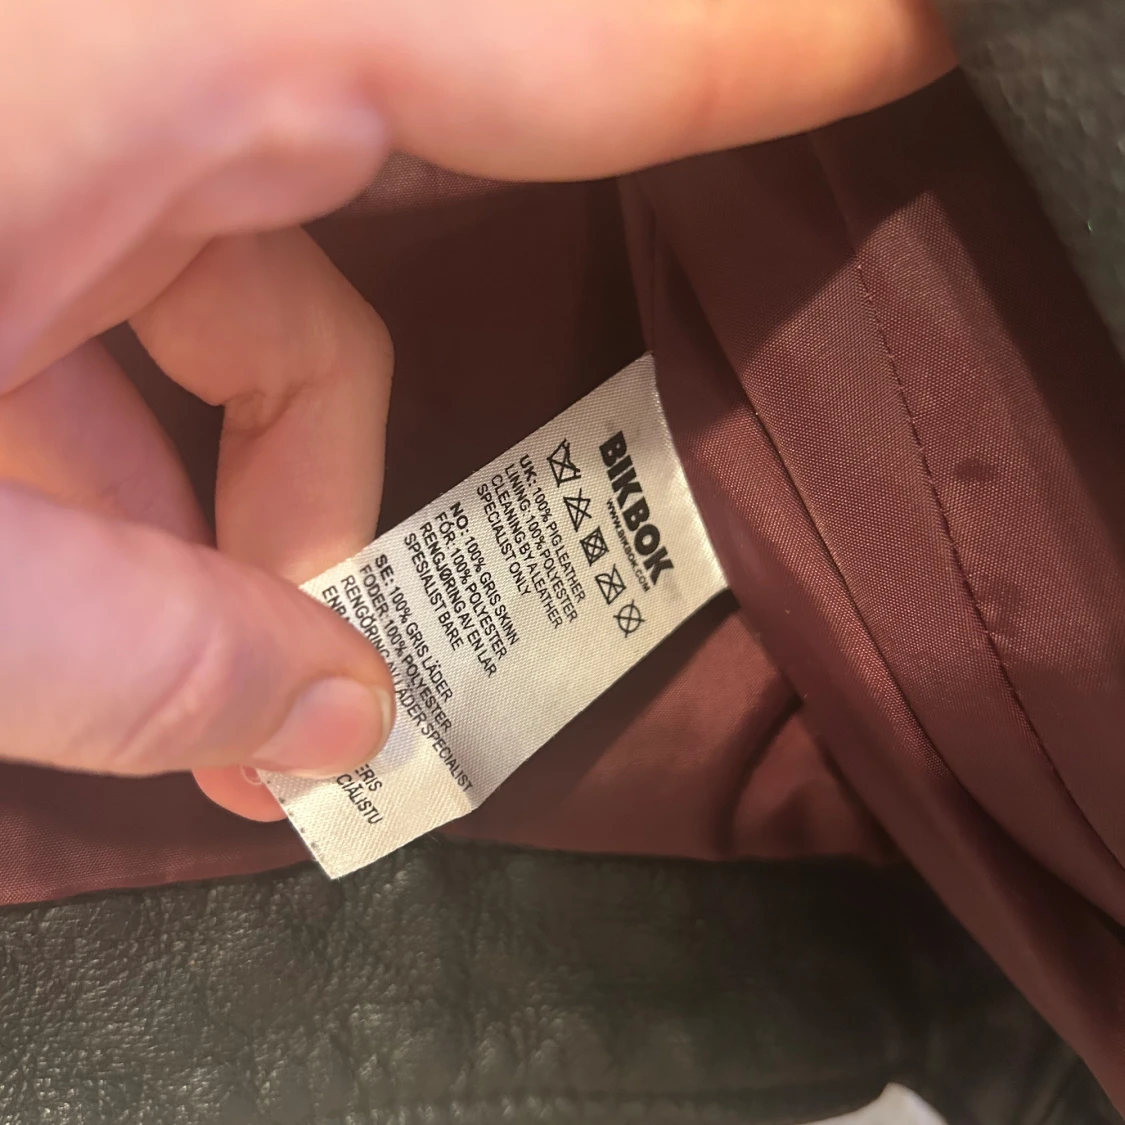 BIKBOK
WWW.BIKBOK.COM
UK: 100% PIG LEATHER
LINING: 100% POLYESTER
CLEANING BY A LEATHER
SPECIALIST ONLY
NO: 100% GRIS SKINN
FÓR: 100% POLYESTER
RENGJØRING AV EN LÄR
SPESIALIST BARE
SE: 100% GRIS LÄDER
FODER: 100% POLYESTER
RENGÖRING AV LÄDER SPECIALIST